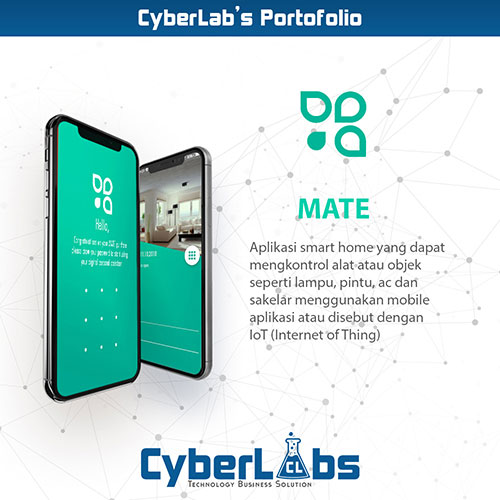 CyberLab's Portofolio
MATE
Aplikasi smart home yang dapat
mengkontrol alat atau objek
seperti lampu, pintu, ac dan
sakelar menggunakan mobile
aplikasi atau disebut dengan
IoT (Internet of Thing)
Hello,
CyberLabs
CL
Technology Business Solution